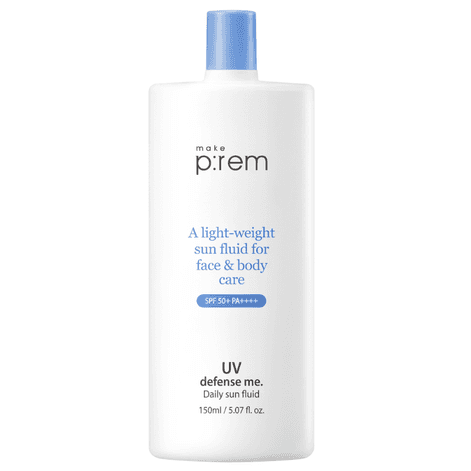 make
p:rem
A light-weight
sun fluid for
face & body
care
SPF 50+ PA++++
UV
defense me.
Daily sun fluid
150ml / 5.07 fl. oz.